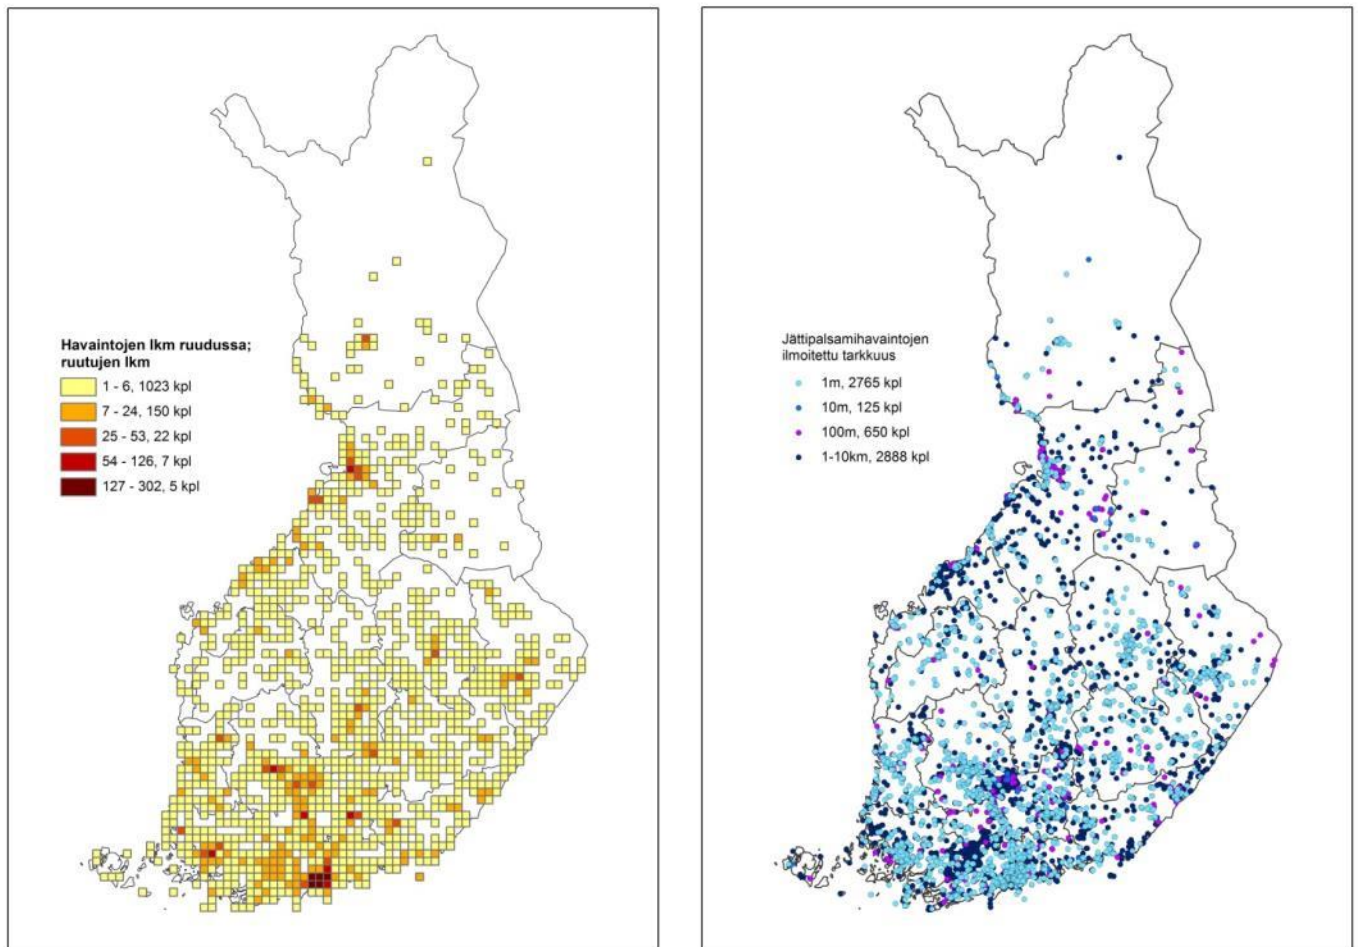 Havaintojen lkm ruudussa;
ruutujen lkm
1 - 6, 1023 kpl
7 - 24, 150 kpl
25 - 53, 22 kpl
54 - 126, 7 kpl
127 - 302, 5 kpl
Jättipalsamihavaintojen
ilmoitettu tarkkuus
1m, 2765 kpl
10m, 125 kpl
100m, 650 kpl
1-10km, 2888 kpl